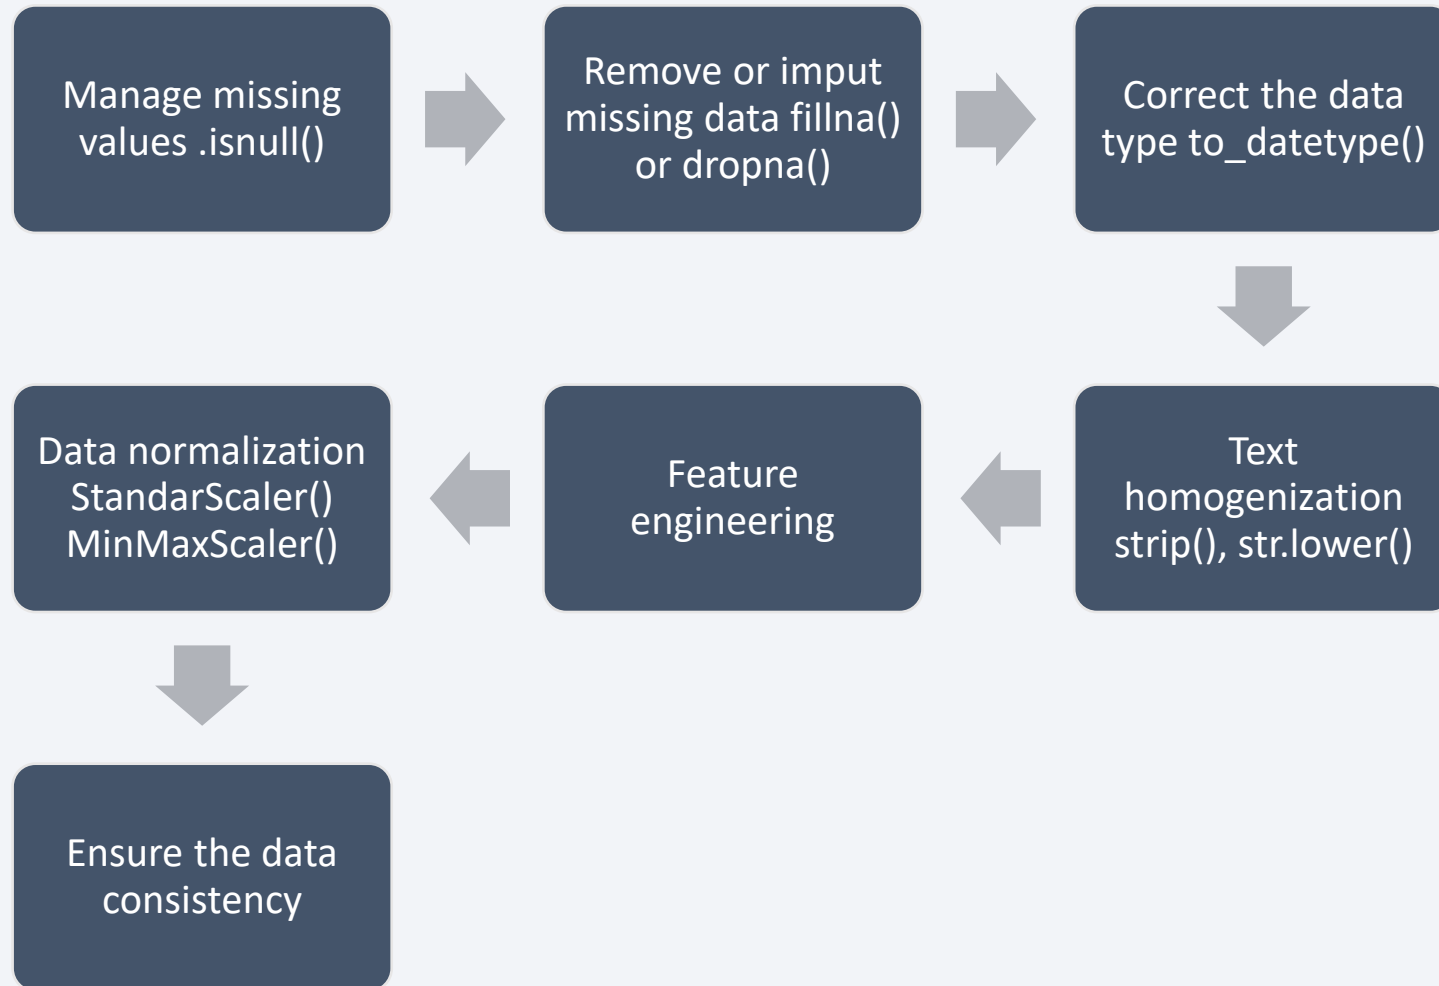 Manage missing
values .isnull()
Remove or imput
missing data fillna()
or dropna()
Correct the data
type to_datetype()
Text
homogenization
strip(), str.lower()
Feature
engineering
Data normalization
StandarScaler()
MinMaxScaler()
Ensure the data
consistency